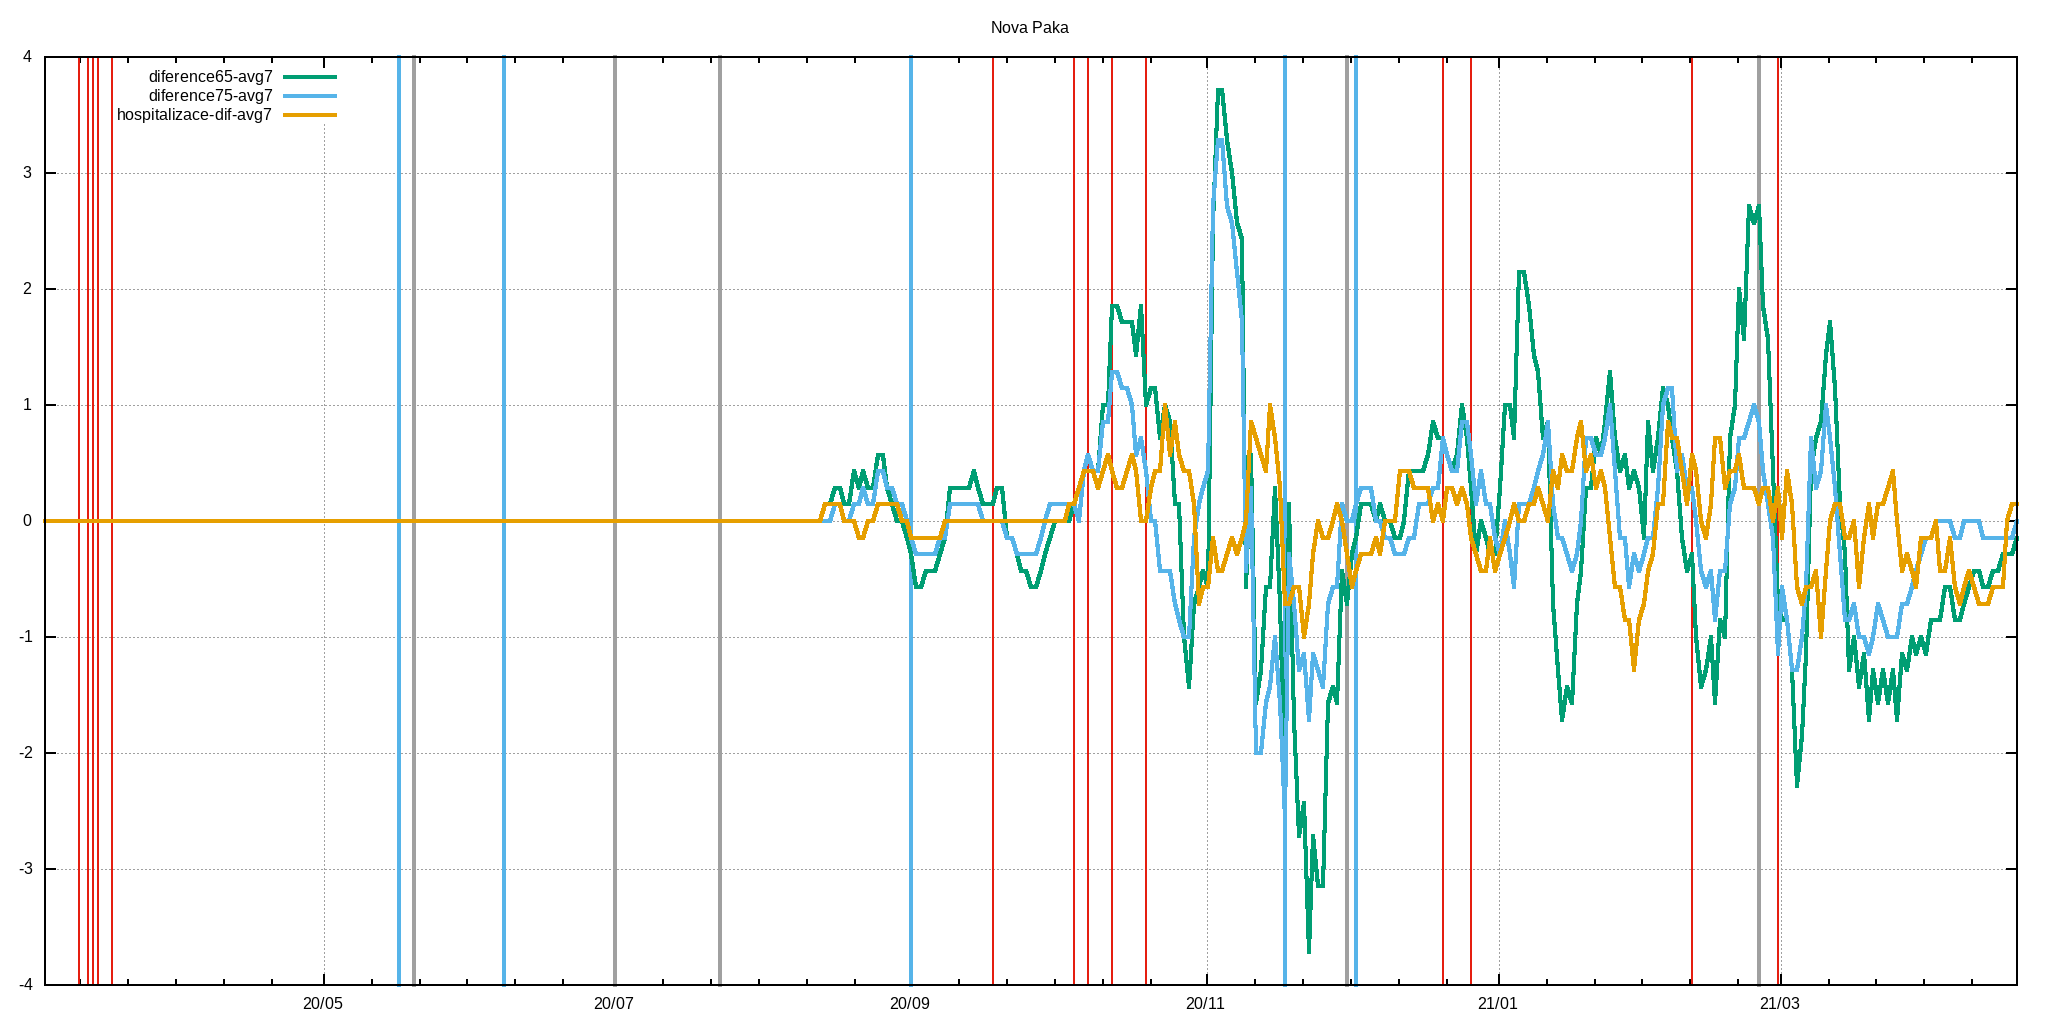 Nova Paka
4
diference65-avg7
diference75-avg7
hospitalizace-dif-avg7
3
2
1
0
-1
-2
-3
-4
20/05 20/07 20/09 20/11 21/01 21/03